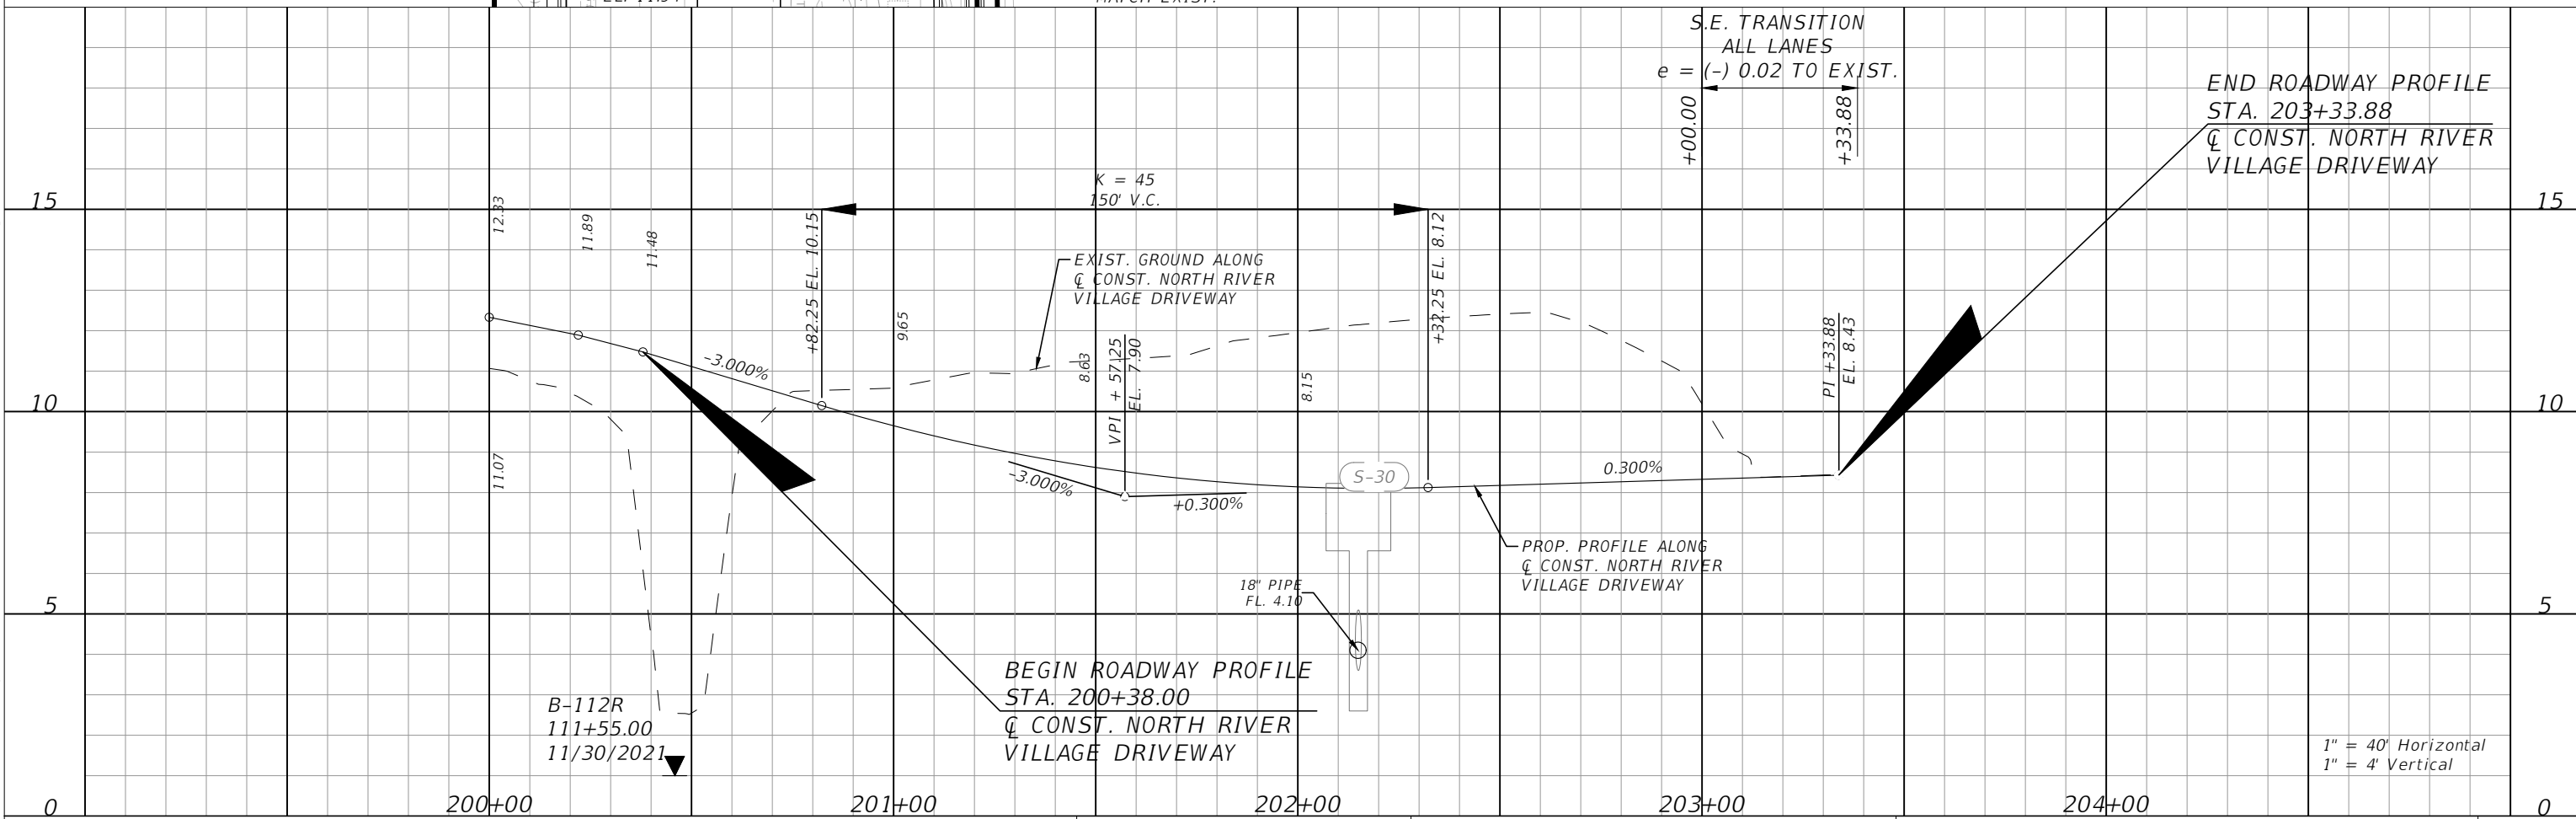 S.E. TRANSITION
ALL LANES
e = (-) 0.02 TO EXIST.
+00.00
+33.88
END ROADWAY PROFILE
STA. 203+33.88
℄ CONST. NORTH RIVER
VILLAGE DRIVEWAY
K = 45
150' V.C.
15
15
12.33
11.89
11.48
+82.25 EL. 10.15
9.65
EXIST. GROUND ALONG
℄ CONST. NORTH RIVER
VILLAGE DRIVEWAY
8.63
VPI + 57.25
EL. 7.90
8.15
+32.25 EL. 8.12
PI +33.88
EL. 8.43
-3.000%
10
10
11.07
-3.000%
+0.300%
S-30
0.300%
PROP. PROFILE ALONG
℄ CONST. NORTH RIVER
VILLAGE DRIVEWAY
18" PIPE
FL. 4.10
5
5
BEGIN ROADWAY PROFILE
STA. 200+38.00
℄ CONST. NORTH RIVER
VILLAGE DRIVEWAY
B-112R
111+55.00
11/30/2021
1" = 40' Horizontal
1" = 4' Vertical
0
200+00
201+00
202+00
203+00
204+00
0